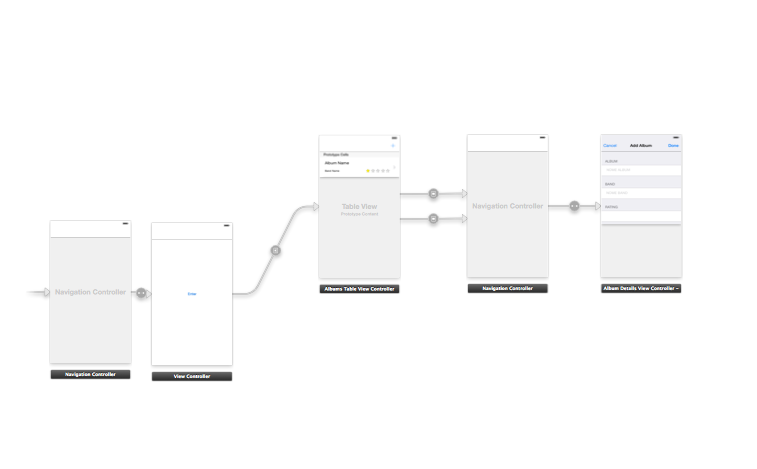 Navigation Controller
Navigation Controller
Enter
View Controller
+
Prototype Cells
Album Name
Band Name
Table View
Prototype Content
Albums Table View Controller
Navigation Controller
Navigation Controller
Cancel
Add Album
Done
ALBUM:
BAND:
RATING:
Album Details View Controller –